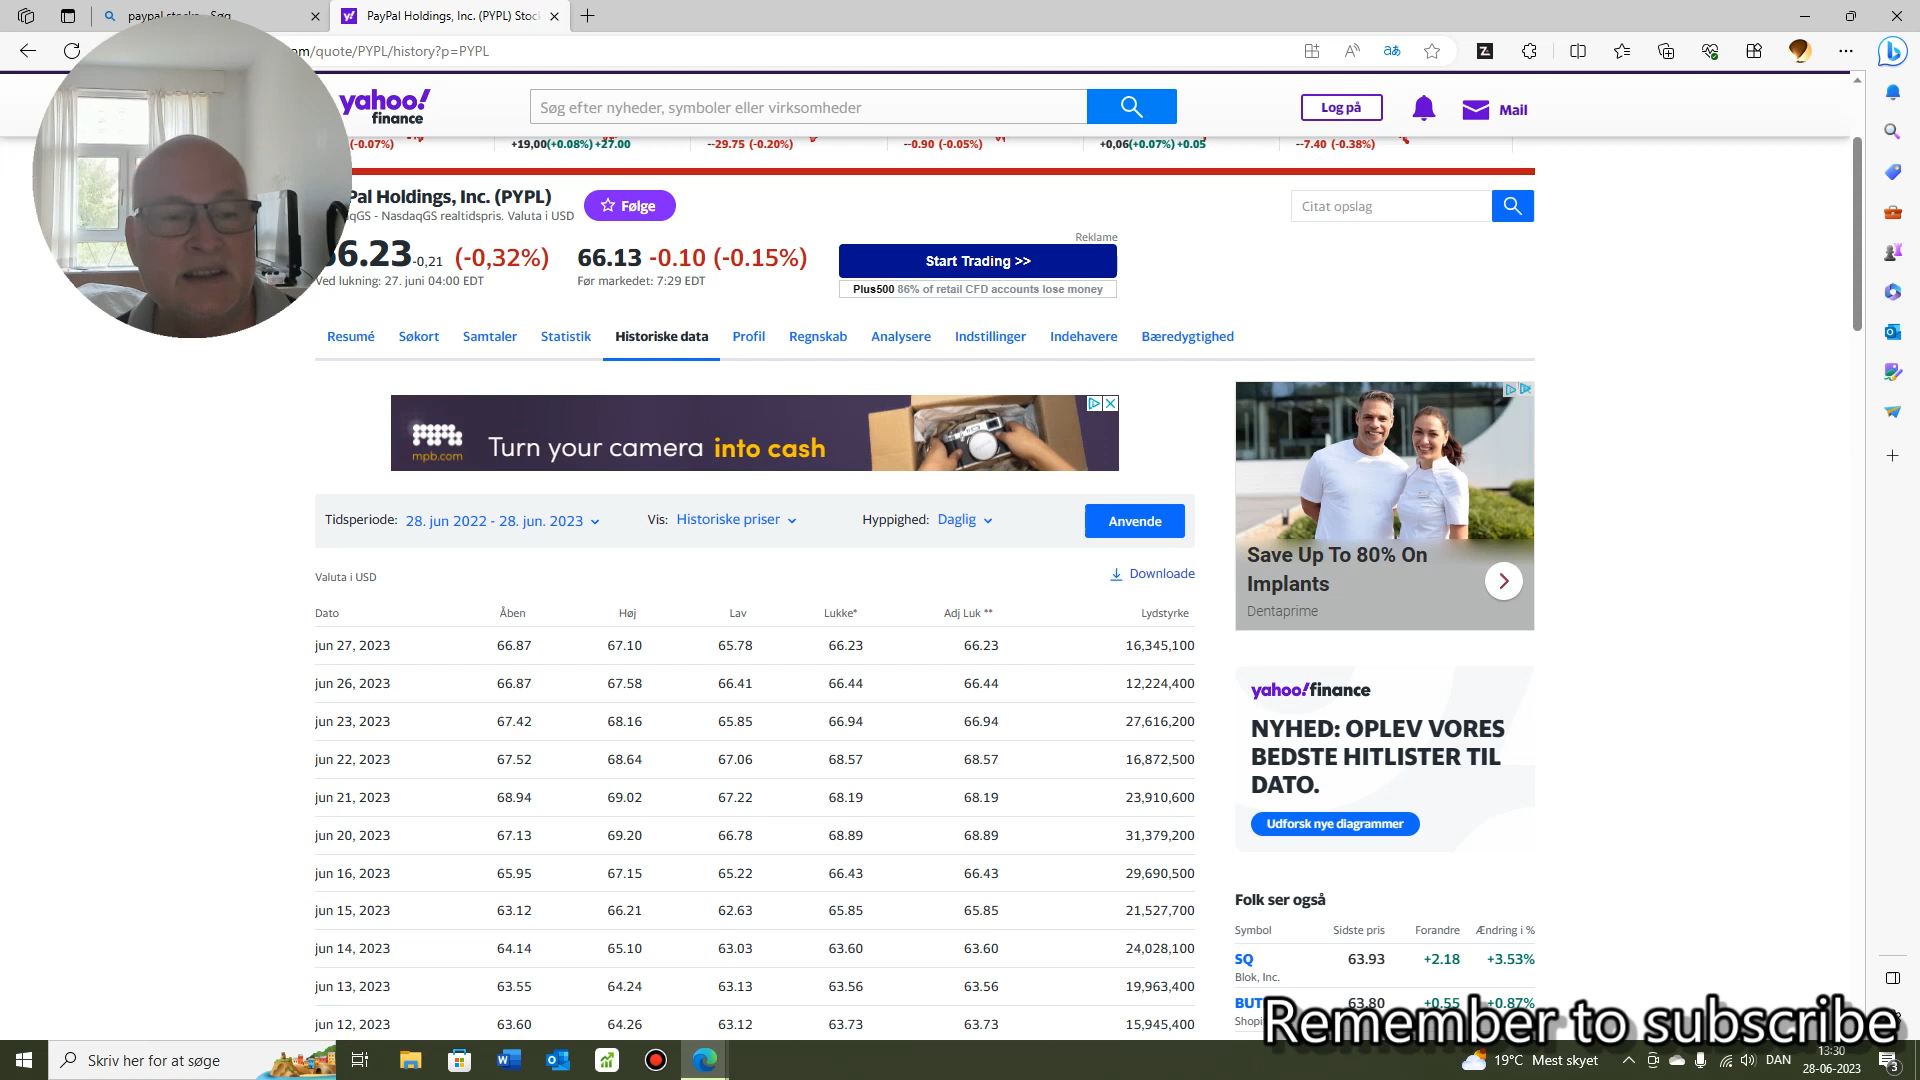 paypal stocks - Søg
PayPal Holdings, Inc. (PYPL) Stock
om/quote/PYPL/history?p=PYPL
yahoo!
finance
Søg efter nyheder, symboler eller virksomheder
Log på
Mail
(-0.07%)
+19,00(+0.08%) +27.00
--29.75 (-0.20%)
--0.90 (-0.05%)
+0,06(+0.07%) +0.05
--7.40 (-0.38%)
Pal Holdings, Inc. (PYPL)
Følge
qGS - NasdaqGS realtidspris. Valuta i USD
Citat opslag
Reklame
66.23 -0,21 (-0,32%)
66.13 -0.10 (-0.15%)
Ved lukning: 27. juni 04:00 EDT
Før markedet: 7:29 EDT
Start Trading >>
Plus500 86% of retail CFD accounts lose money
Resumé Søkort Samtaler Statistik Historiske data Profil Regnskab Analysere Indstillinger Indehavere Bæredygtighed
mpb.com
Turn your camera into cash
Tidsperiode: 28. jun 2022 - 28. jun. 2023 Vis: Historiske priser Hyppighed: Daglig Anvende
Valuta i USD
Downloade
Dato Åben Høj Lav Lukke* Adj Luk ** Lydstyrke
jun 27, 2023 66.87 67.10 65.78 66.23 66.23 16,345,100
jun 26, 2023 66.87 67.58 66.41 66.44 66.44 12,224,400
jun 23, 2023 67.42 68.16 65.85 66.94 66.94 27,616,200
jun 22, 2023 67.52 68.64 67.06 68.57 68.57 16,872,500
jun 21, 2023 68.94 69.02 67.22 68.19 68.19 23,910,600
jun 20, 2023 67.13 69.20 66.78 68.89 68.89 31,379,200
jun 16, 2023 65.95 67.15 65.22 66.43 66.43 29,690,500
jun 15, 2023 63.12 66.21 62.63 65.85 65.85 21,527,700
jun 14, 2023 64.14 65.10 63.03 63.60 63.60 24,028,100
jun 13, 2023 63.55 64.24 63.13 63.56 63.56 19,963,400
jun 12, 2023 63.60 64.26 63.12 63.73 63.73 15,945,400
Save Up To 80% On
Implants
Dentaprime
yahoo!finance
NYHED: OPLEV VORES
BEDSTE HITLISTER TIL
DATO.
Udforsk nye diagrammer
Folk ser også
Symbol Sidste pris Forandre Ændring i %
SQ 63.93 +2.18 +3.53%
Blok, Inc.
BUT 63.80 +0.55 +0.87%
Shopi
Remember to subscribe
Skriv her for at søge
19°C Mest skyet
DAN
13:30
28-06-2023
3